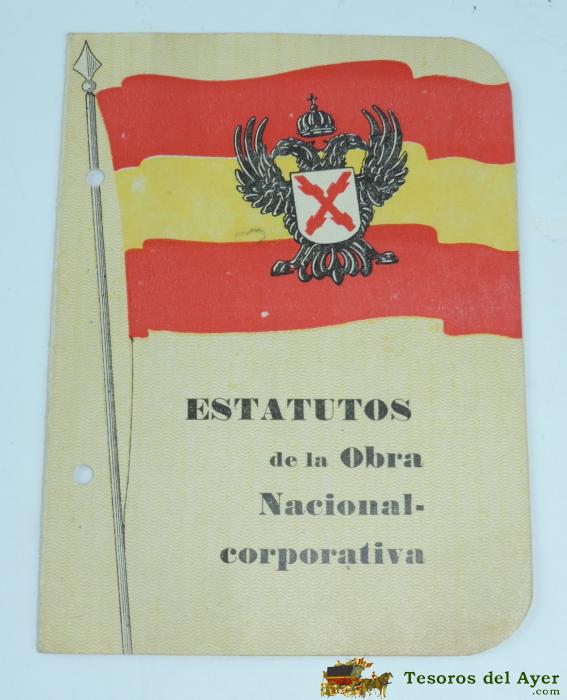 ESTATUTOS
de la Obra
Nacional-
corporativa
Tesoros del Ayer
.com